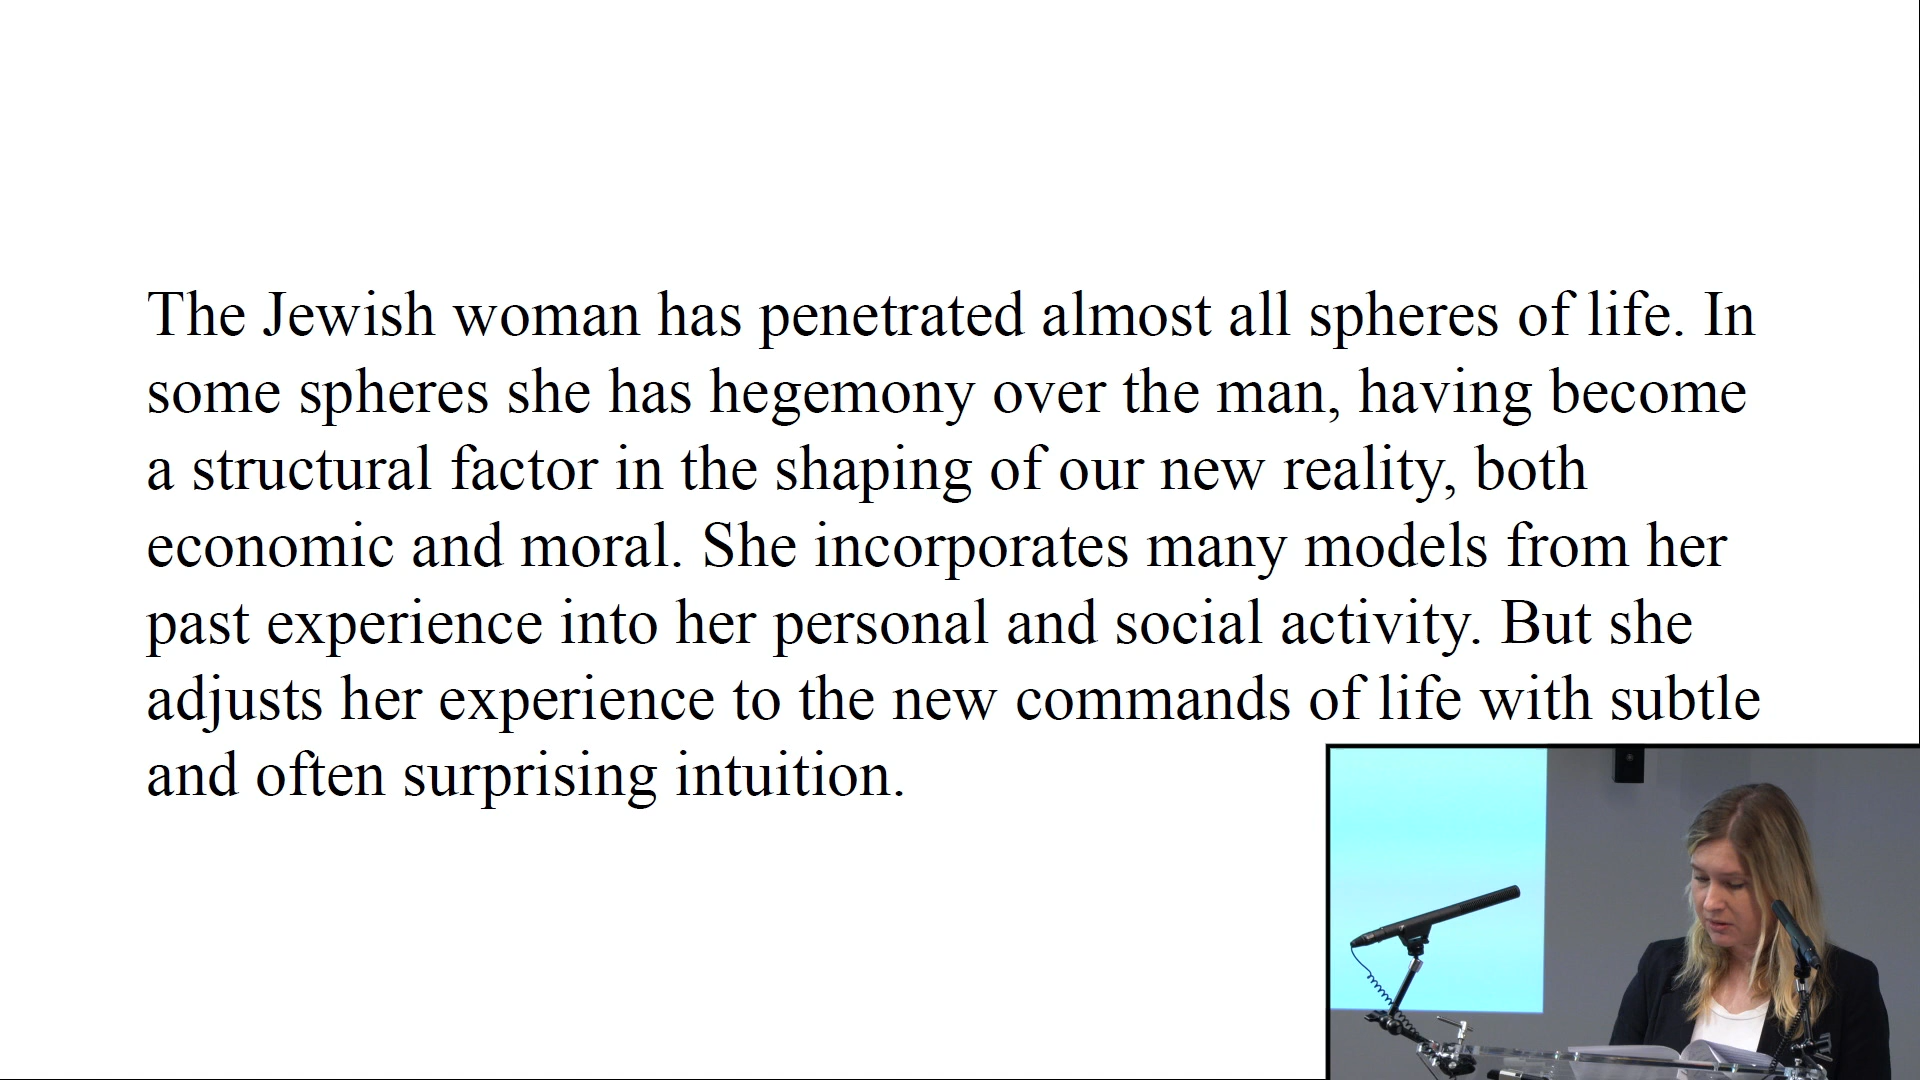 The Jewish woman has penetrated almost all spheres of life. In
some spheres she has hegemony over the man, having become
a structural factor in the shaping of our new reality, both
economic and moral. She incorporates many models from her
past experience into her personal and social activity. But she
adjusts her experience to the new commands of life with subtle
and often surprising intuition.